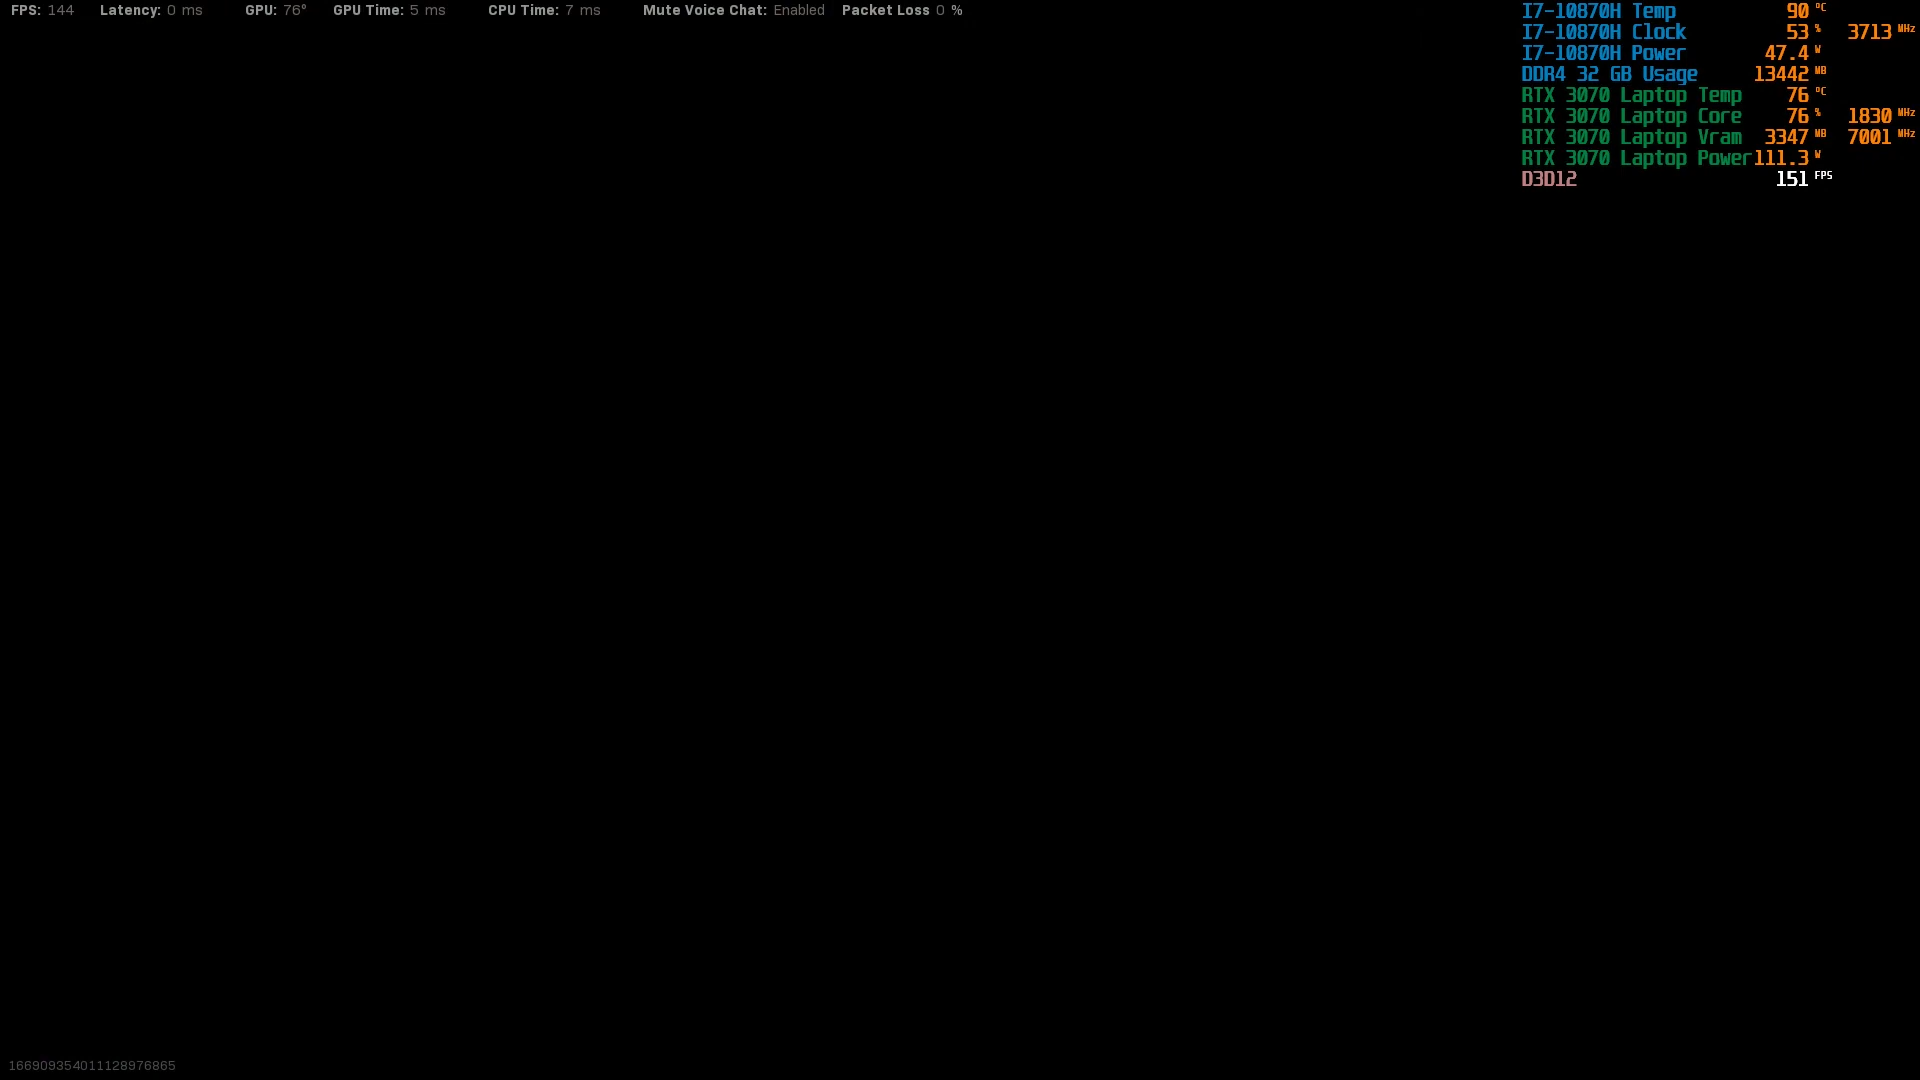 FPS: 144 Latency: 0 ms GPU: 76° GPU Time: 5 ms CPU Time: 7 ms Mute Voice Chat: Enabled Packet Loss 0 %
I7-10870H Temp 90 °C
I7-10870H Clock 53 % 3713 MHz
I7-10870H Power 47.4 W
DDR4 32 GB Usage 13442 MB
RTX 3070 Laptop Temp 76 °C
RTX 3070 Laptop Core 76 % 1830 MHz
RTX 3070 Laptop Vram 3347 MB 7001 MHz
RTX 3070 Laptop Power 111.3 W
D3D12 151 FPS
166909354011128976865